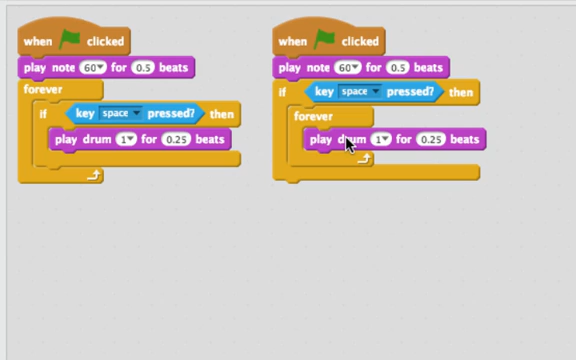 when clicked
play note 60 for 0.5 beats
forever
if key space pressed? then
play drum 1 for 0.25 beats
when clicked
play note 60 for 0.5 beats
if key space pressed? then
forever
play drum 1 for 0.25 beats